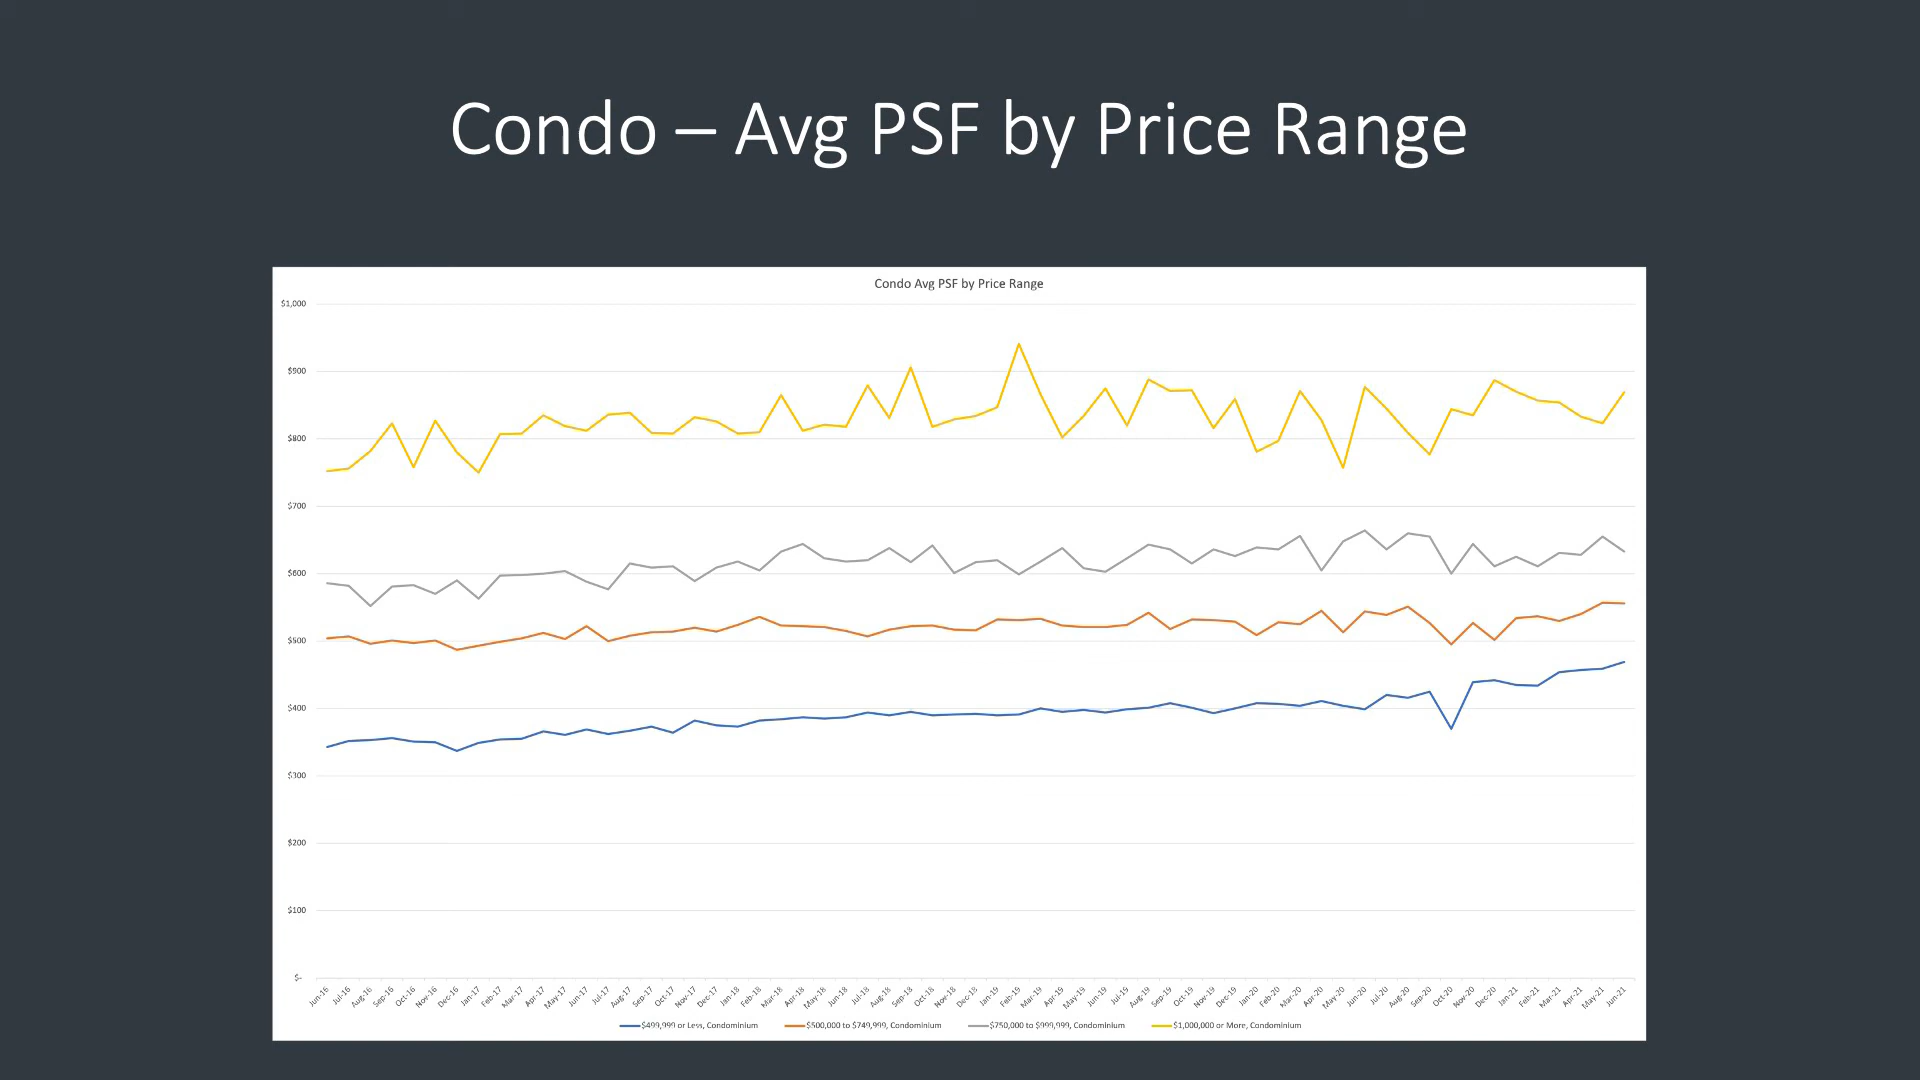 Condo – Avg PSF by Price Range
Condo Avg PSF by Price Range
$1,000
$900
$800
$700
$600
$500
$400
$300
$200
$100
$-
Jun-16 Jul-16 Aug-16 Sep-16 Oct-16 Nov-16 Dec-16 Jan-17 Feb-17 Mar-17 Apr-17 May-17 Jun-17 Jul-17 Aug-17 Sep-17 Oct-17 Nov-17 Dec-17 Jan-18 Feb-18 Mar-18 Apr-18 May-18 Jun-18 Jul-18 Aug-18 Sep-18 Oct-18 Nov-18 Dec-18 Jan-19 Feb-19 Mar-19 Apr-19 May-19 Jun-19 Jul-19 Aug-19 Sep-19 Oct-19 Nov-19 Dec-19 Jan-20 Feb-20 Mar-20 Apr-20 May-20 Jun-20 Jul-20 Aug-20 Sep-20 Oct-20 Nov-20 Dec-20 Jan-21 Feb-21 Mar-21 Apr-21 May-21 Jun-21
$499,999 or Less, Condominium $500,000 to $749,999, Condominium $750,000 to $999,999, Condominium $1,000,000 or More, Condominium